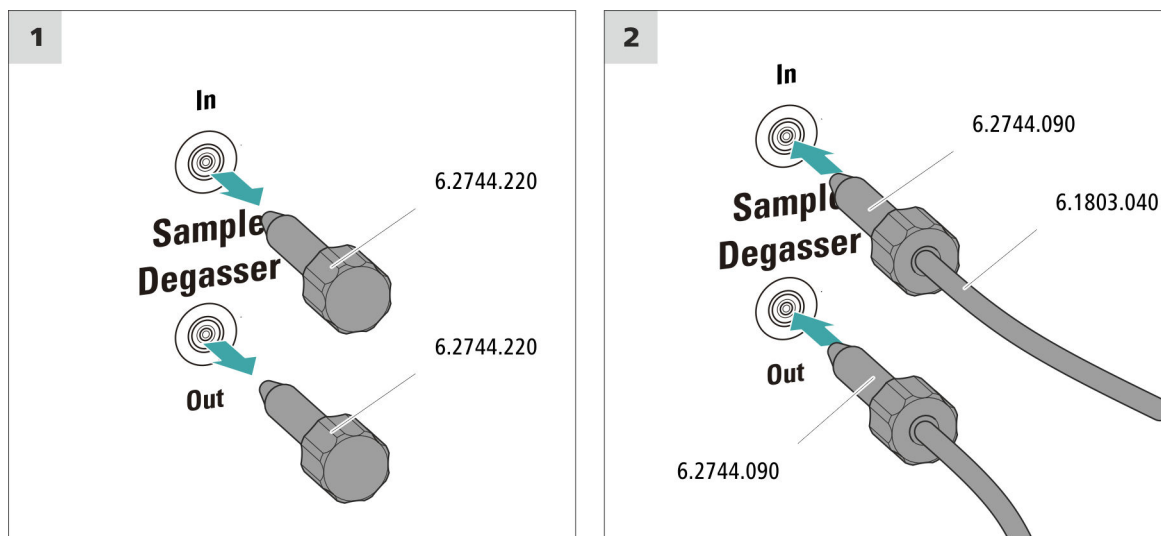 1
In
6.2744.220
Sample
Degasser
6.2744.220
Out
2
In
6.2744.090
6.1803.040
Sample
Degasser
Out
6.2744.090